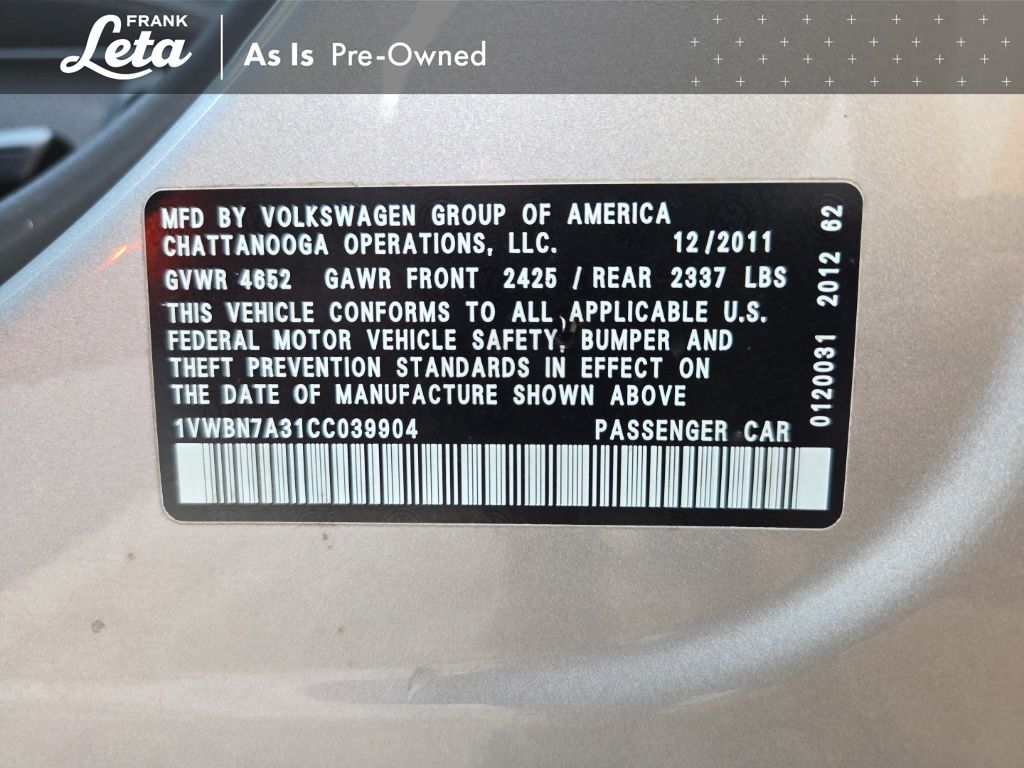 FRANK
Leta
As Is Pre-Owned
MFD BY VOLKSWAGEN GROUP OF AMERICA
CHATTANOOGA OPERATIONS, LLC. 12/2011
GVWR 4652 GAWR FRONT 2425 / REAR 2337 LBS
THIS VEHICLE CONFORMS TO ALL APPLICABLE U.S.
FEDERAL MOTOR VEHICLE SAFETY, BUMPER AND
THEFT PREVENTION STANDARDS IN EFFECT ON
THE DATE OF MANUFACTURE SHOWN ABOVE
1VWBN7A31CC039904 PASSENGER CAR
0120031 2012 62